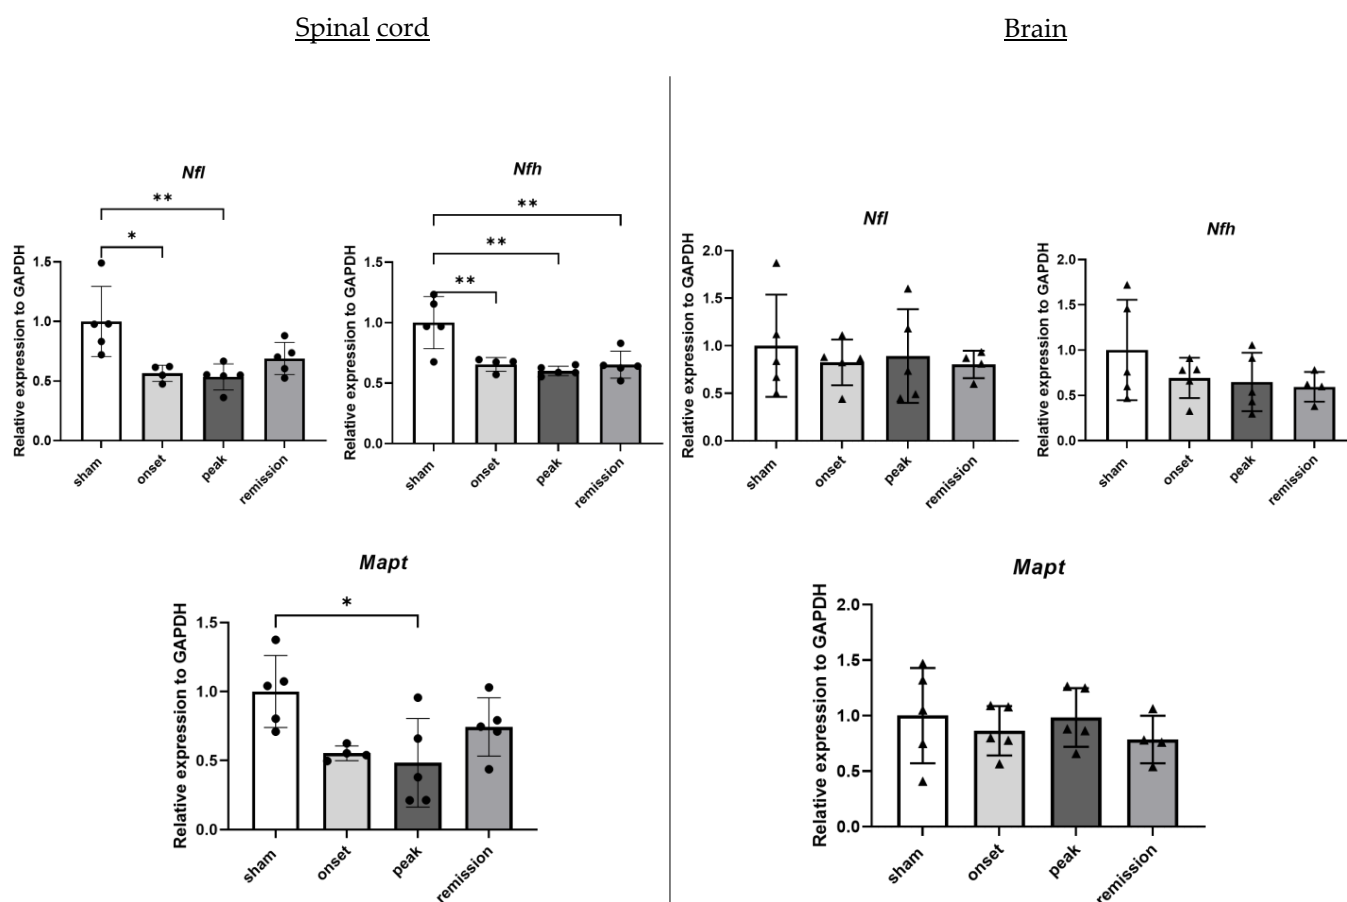 Spinal cord
Brain
Nfl
**
*
Relative expression to GAPDH
1.5
1.0
0.5
0.0
sham
onset
peak
remission
Nfh
**
**
**
Relative expression to GAPDH
1.5
1.0
0.5
0.0
sham
onset
peak
remission
Nfl
Relative expression to GAPDH
2.0
1.5
1.0
0.5
0.0
sham
onset
peak
remission
Nfh
Relative expression to GAPDH
2.0
1.5
1.0
0.5
0.0
sham
onset
peak
remission
Mapt
*
Relative expression to GAPDH
1.5
1.0
0.5
0.0
sham
onset
peak
remission
Mapt
Relative expression to GAPDH
2.0
1.5
1.0
0.5
0.0
sham
onset
peak
remission